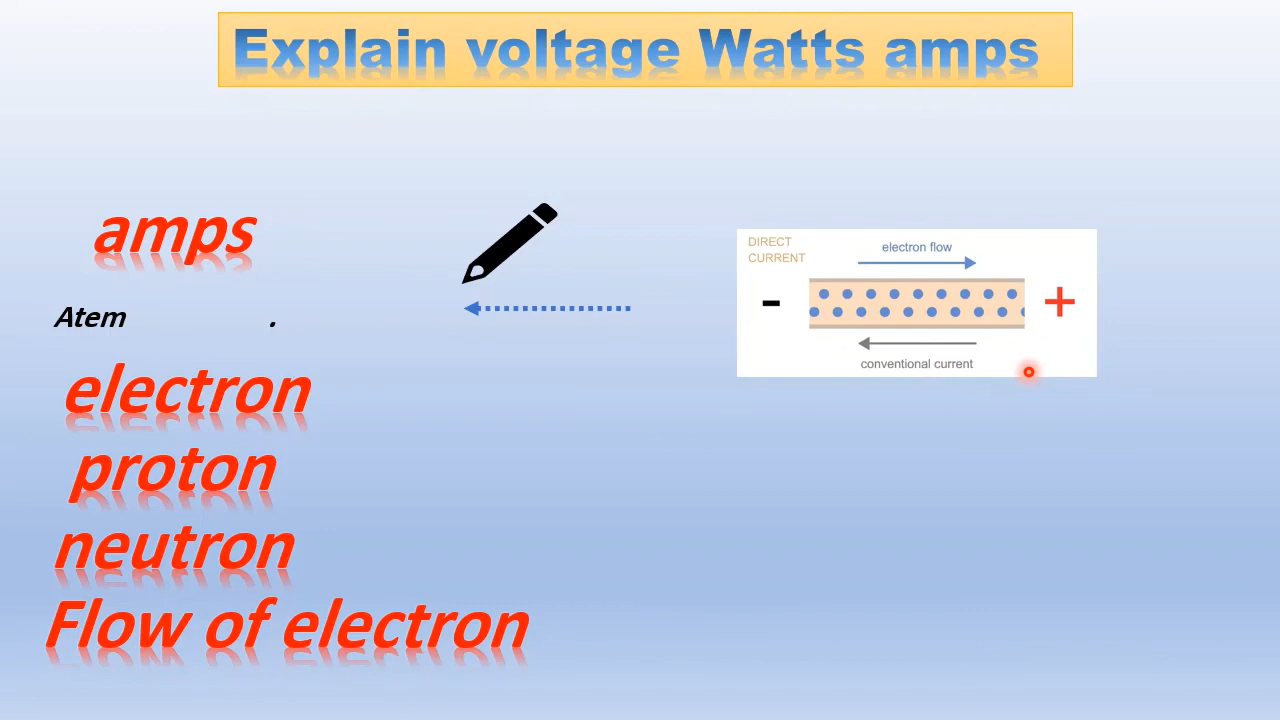 Explain voltage Watts amps
amps
Atem .
electron
proton
neutron
Flow of electron
DIRECT
CURRENT
electron flow
- +
conventional current